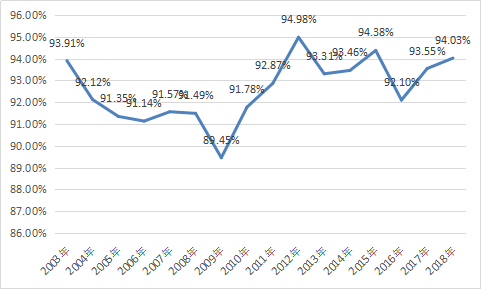 96.00%
95.00%
94.00%
93.00%
92.00%
91.00%
90.00%
89.00%
88.00%
87.00%
86.00%
93.91%
92.12%
91.35%
91.14%
91.57%
91.49%
89.45%
91.78%
92.87%
94.98%
93.31%
93.46%
94.38%
92.10%
93.55%
94.03%
2003年
2004年
2005年
2006年
2007年
2008年
2009年
2010年
2011年
2012年
2013年
2014年
2015年
2016年
2017年
2018年